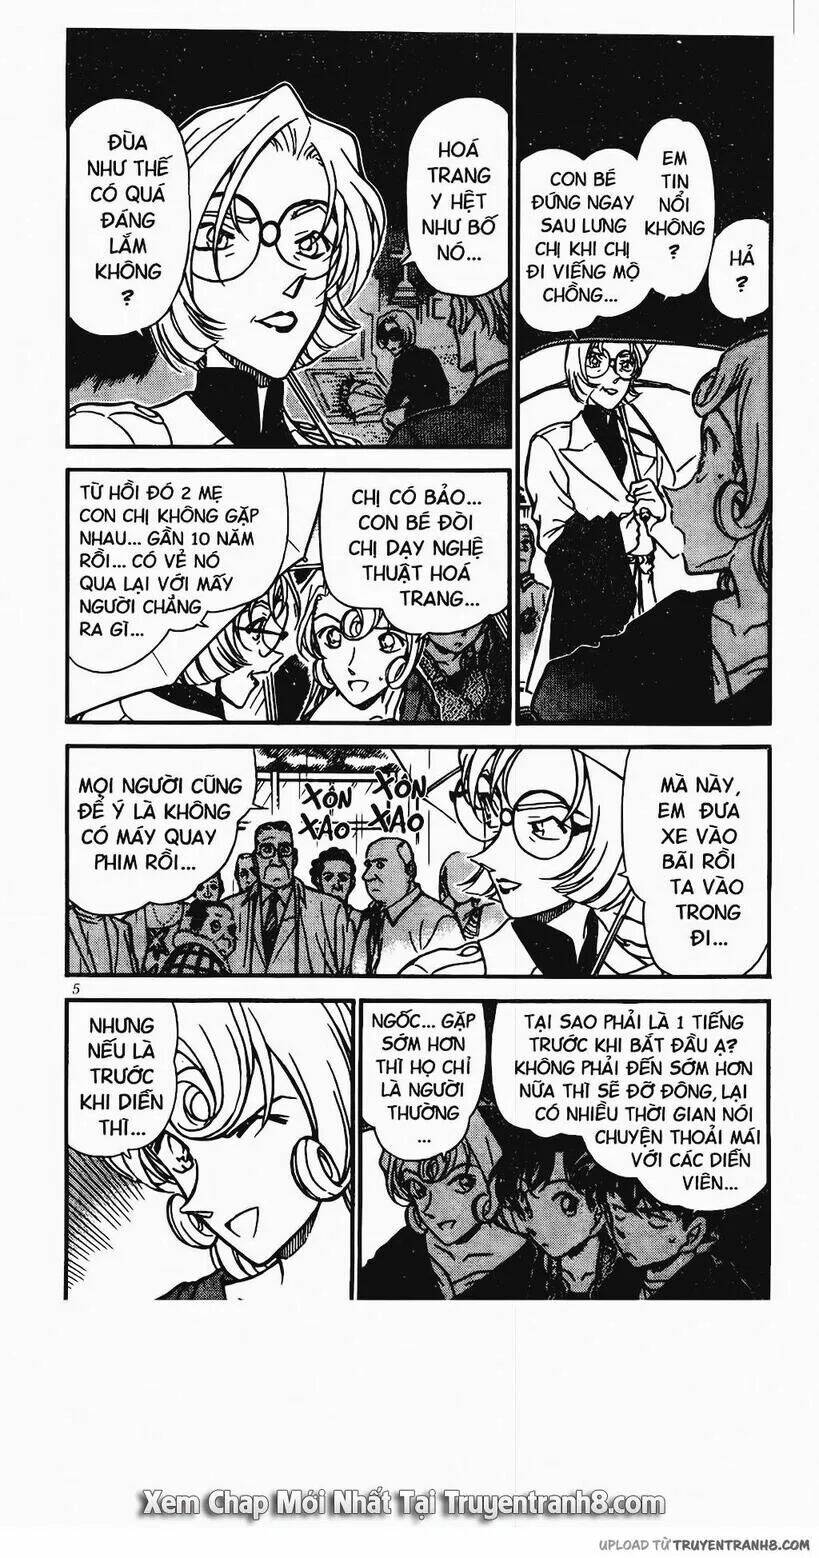 HẢ
?
EM
TIN
NỔI
KHÔNG
?
CON BÉ
ĐỨNG NGAY
SAU LƯNG
CHỊ KHI CHỊ
ĐI VIẾNG MỘ
CHỒNG...
HOÁ
TRANG
Y HỆT
NHƯ BỐ
NÓ...
ĐÙA
NHƯ THẾ
CÓ QUÁ
ĐÁNG
LẮM
KHÔNG
?
CHỊ CÓ BẢO...
CON BÉ ĐÒI
CHỊ DẠY NGHỆ
THUẬT HOÁ
TRANG...
TỪ HỒI ĐÓ 2 MẸ
CON CHỊ KHÔNG GẶP
NHAU... GẦN 10 NĂM
RỒI... CÓ VẺ NÓ
QUA LẠI VỚI MẤY
NGƯỜI CHẲNG
RA GÌ...
MÀ NÀY,
EM ĐƯA
XE VÀO
BÃI RỒI
TA VÀO
TRONG
ĐI...
XÔN
XAO
XÔN
XAO
MỌI NGƯỜI CŨNG
ĐỂ Ý LÀ KHÔNG
CÓ MÁY QUAY
PHIM RỒI...
5
TẠI SAO PHẢI LÀ 1 TIẾNG
TRƯỚC KHI BẮT ĐẦU Ạ?
KHÔNG PHẢI ĐẾN SỚM HƠN
NỮA THÌ SẼ ĐỠ ĐÔNG, LẠI
CÓ NHIỀU THỜI GIAN NÓI
CHUYỆN THOẢI MÁI
VỚI CÁC DIỄN
VIÊN...
NGỐC... GẶP
SỚM HƠN
THÌ HỌ CHỈ
LÀ NGƯỜI
THƯỜNG
...
NHƯNG
NẾU LÀ
TRƯỚC
KHI DIỄN
THÌ...
Xem Chap Mới Nhất Tại Truyentranh8.com
UPLOAD TỪ TRUYENTRANH8.COM